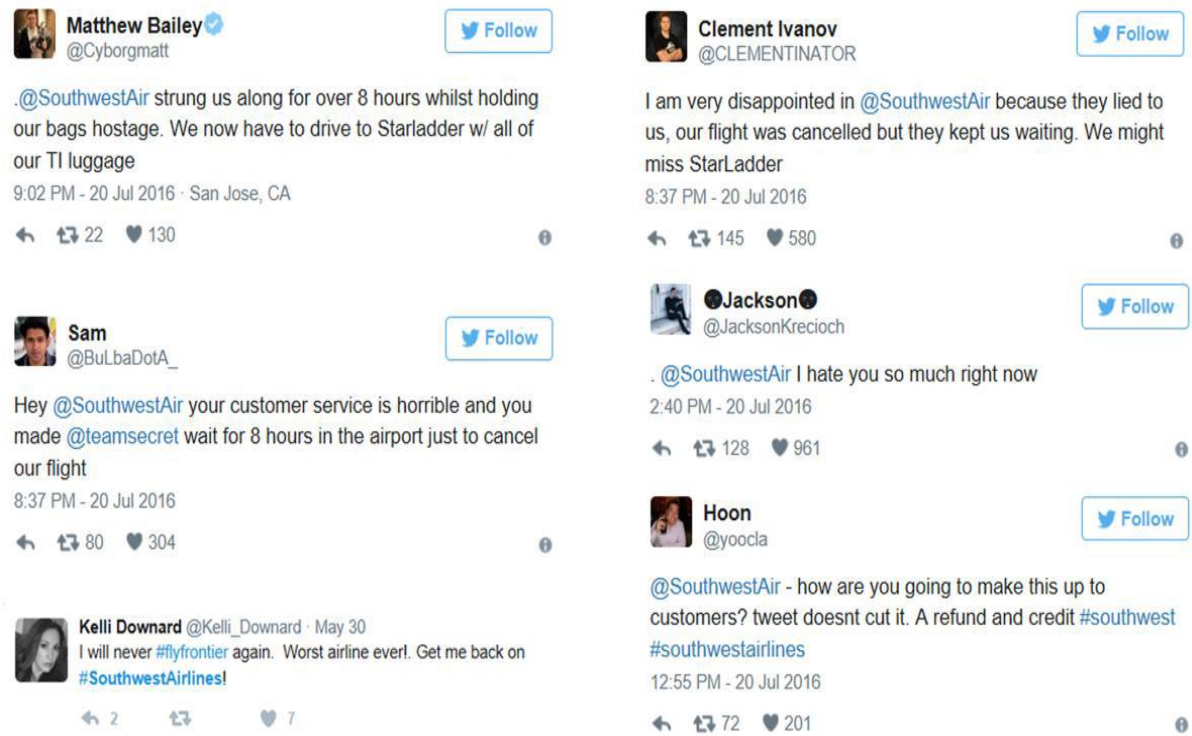 Matthew Bailey
@Cyborgmatt
Follow
.@SouthwestAir strung us along for over 8 hours whilst holding
our bags hostage. We now have to drive to Starladder w/ all of
our TI luggage
9:02 PM - 20 Jul 2016 · San Jose, CA
22 130
Sam
@BuLbaDotA_
Follow
Hey @SouthwestAir your customer service is horrible and you
made @teamsecret wait for 8 hours in the airport just to cancel
our flight
8:37 PM - 20 Jul 2016
80 304
Kelli Downard @Kelli_Downard · May 30
I will never #flyfrontier again. Worst airline ever!. Get me back on
#SouthwestAirlines!
2 7
Clement Ivanov
@CLEMENTINATOR
Follow
I am very disappointed in @SouthwestAir because they lied to
us, our flight was cancelled but they kept us waiting. We might
miss StarLadder
8:37 PM - 20 Jul 2016
145 580
🌚Jackson🌚
@JacksonKrecioch
Follow
. @SouthwestAir I hate you so much right now
2:40 PM - 20 Jul 2016
128 961
Hoon
@yoocla
Follow
@SouthwestAir - how are you going to make this up to
customers? tweet doesnt cut it. A refund and credit #southwest
#southwestairlines
12:55 PM - 20 Jul 2016
72 201